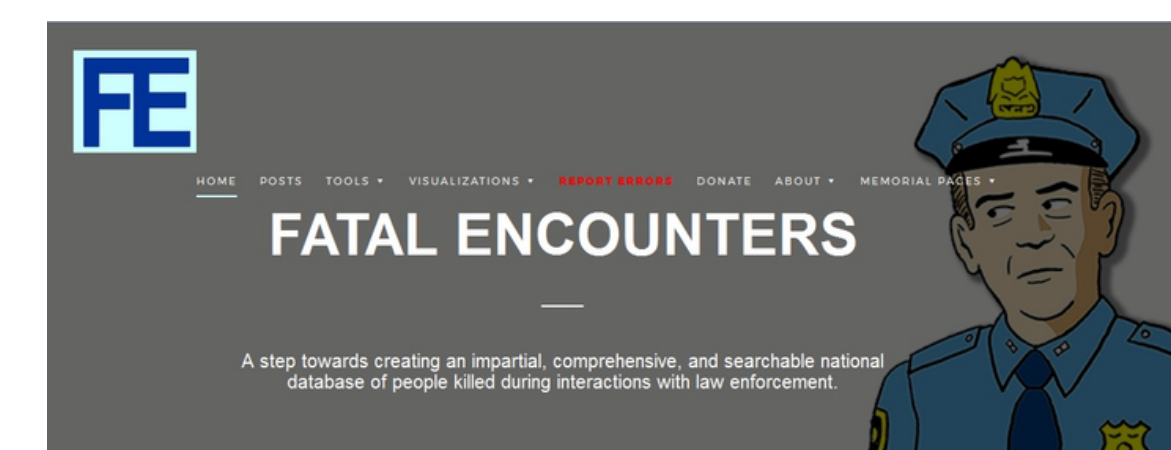 FE
HOME POSTS TOOLS ▾ VISUALIZATIONS ▾ REPORT ERRORS DONATE ABOUT ▾ MEMORIAL PAGES ▾
FATAL ENCOUNTERS
A step towards creating an impartial, comprehensive, and searchable national
database of people killed during interactions with law enforcement.